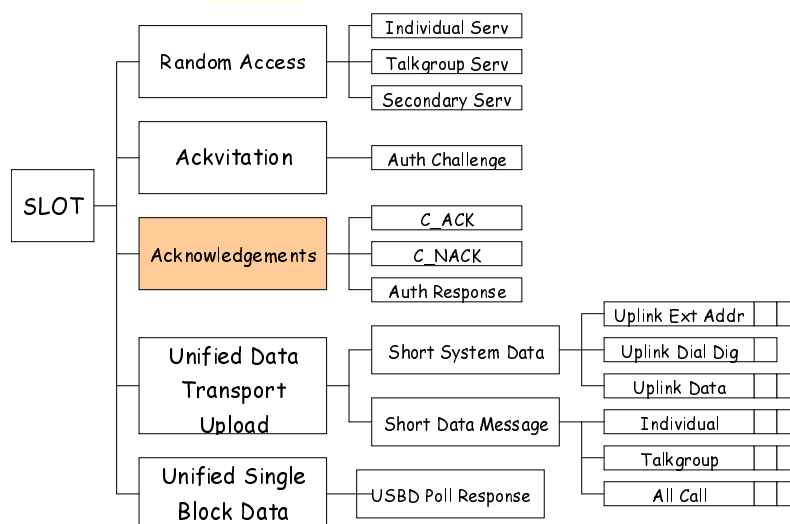 SLOT
Random Access
Individual Serv
Talkgroup Serv
Secondary Serv
Ackvitation
Auth Challenge
Acknowledgements
C_ACK
C_NACK
Auth Response
Unified Data
Transport
Upload
Short System Data
Uplink Ext Addr
Uplink Dial Dig
Uplink Data
Short Data Message
Individual
Talkgroup
All Call
Unified Single
Block Data
USBD Poll Response